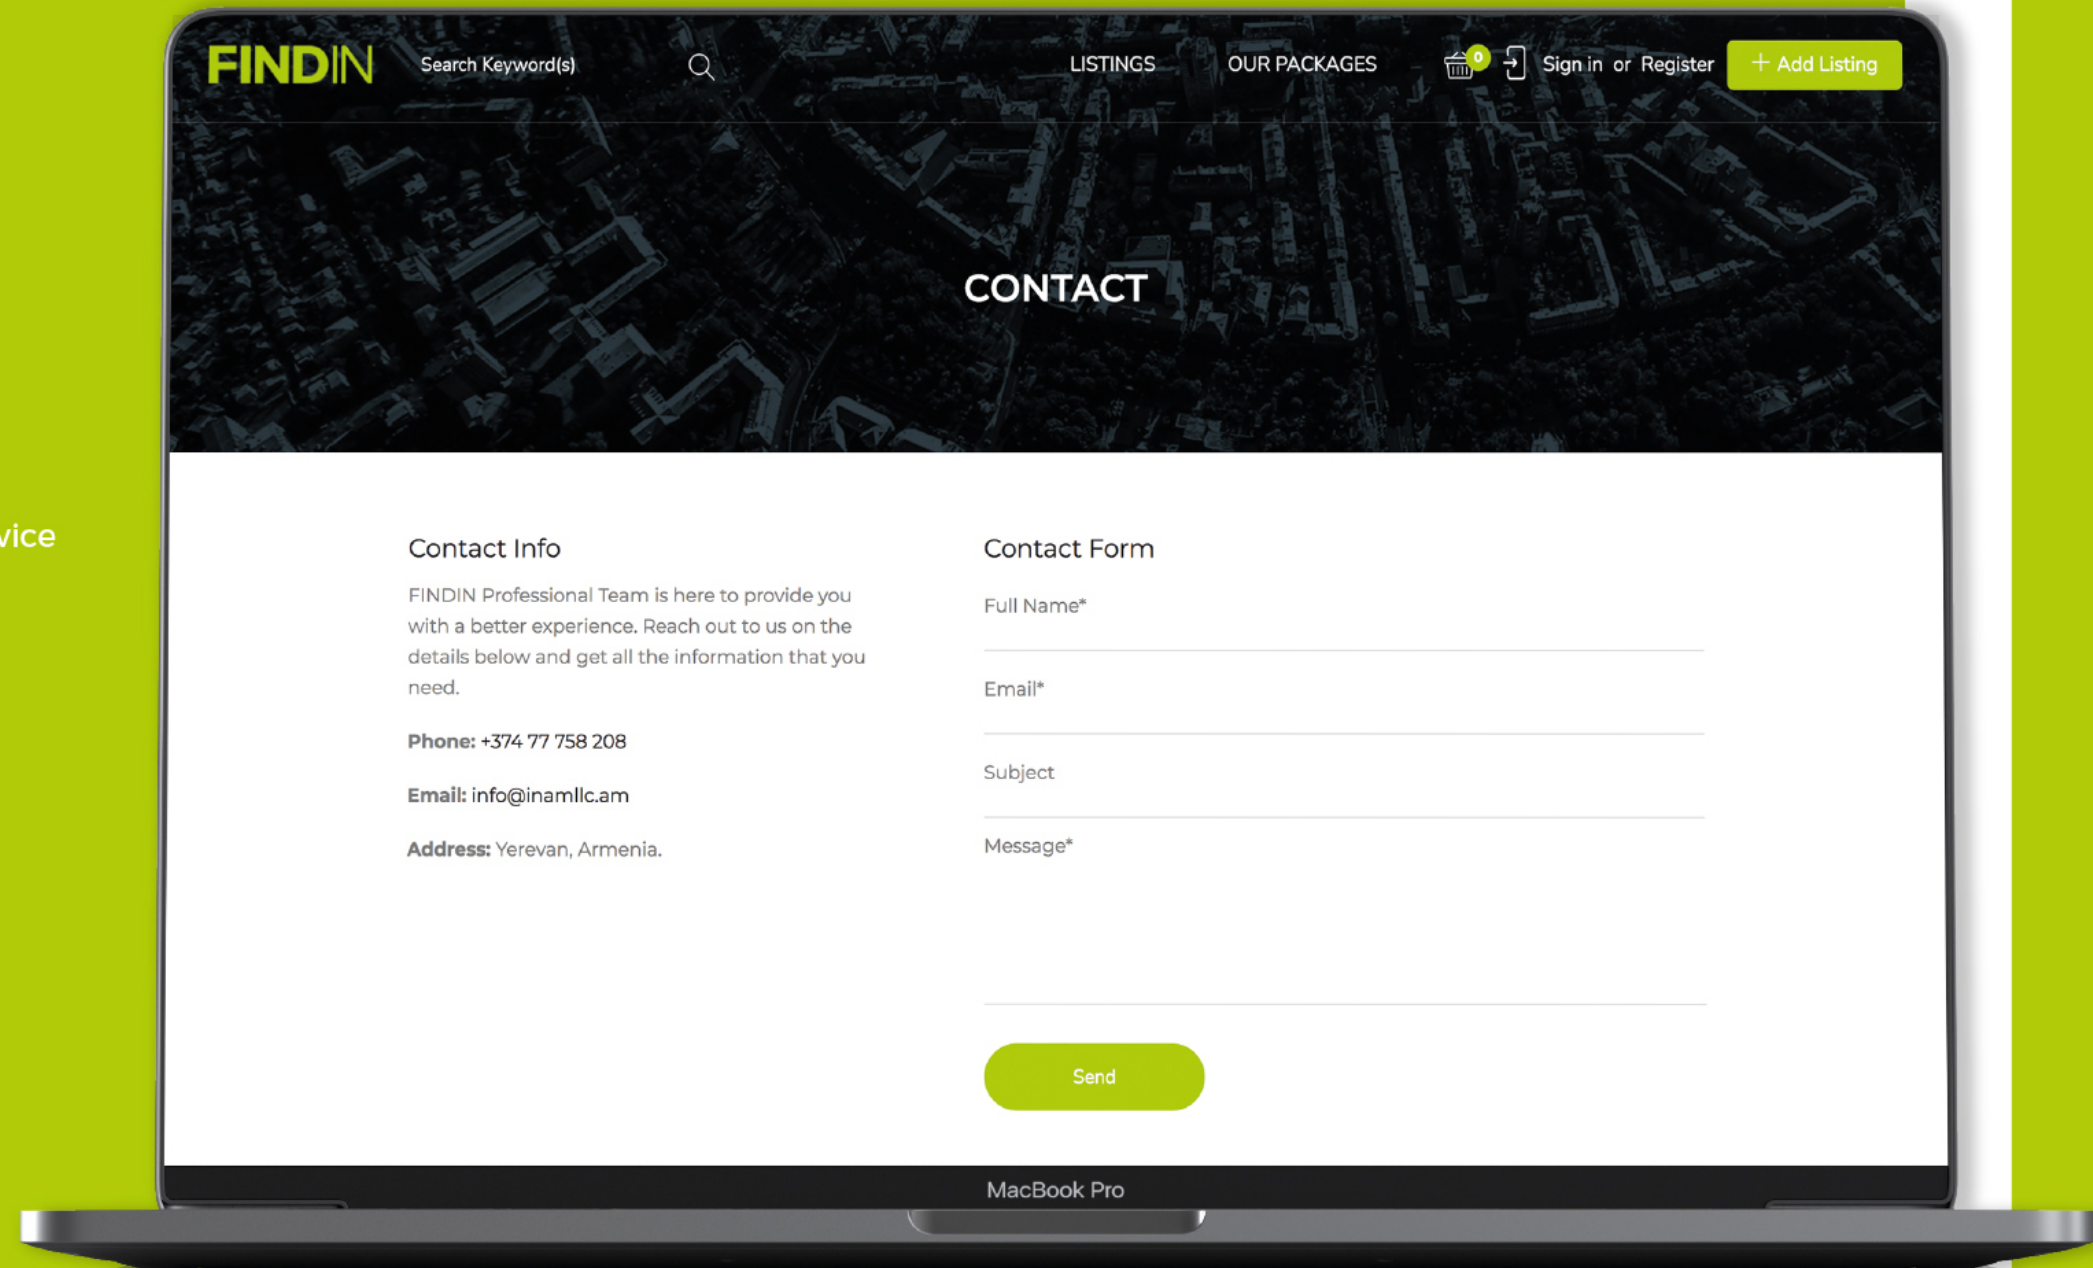 FINDIN
Search Keyword(s)
LISTINGS
OUR PACKAGES
0
Sign in or Register
+ Add Listing
CONTACT
vice
Contact Info
FINDIN Professional Team is here to provide you
with a better experience. Reach out to us on the
details below and get all the information that you
need.
Phone: +374 77 758 208
Email: info@inamllc.am
Address: Yerevan, Armenia.
Contact Form
Full Name*
Email*
Subject
Message*
Send
MacBook Pro